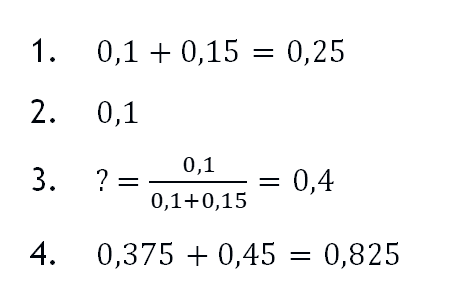 1. 0,1 + 0,15 = 0,25
2. 0,1
3. ? = \frac{0,1}{0,1+0,15} = 0,4
4. 0,375 + 0,45 = 0,825